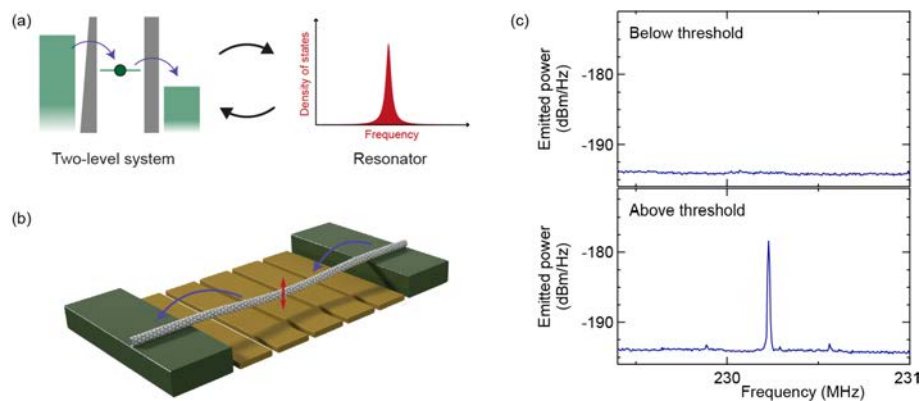 (a)
Density of states
Frequency
Two-level system
Resonator
(b)
(c)
Below threshold
Emitted power
(dBm/Hz)
-180
-190
Above threshold
Emitted power
(dBm/Hz)
-180
-190
230
231
Frequency (MHz)